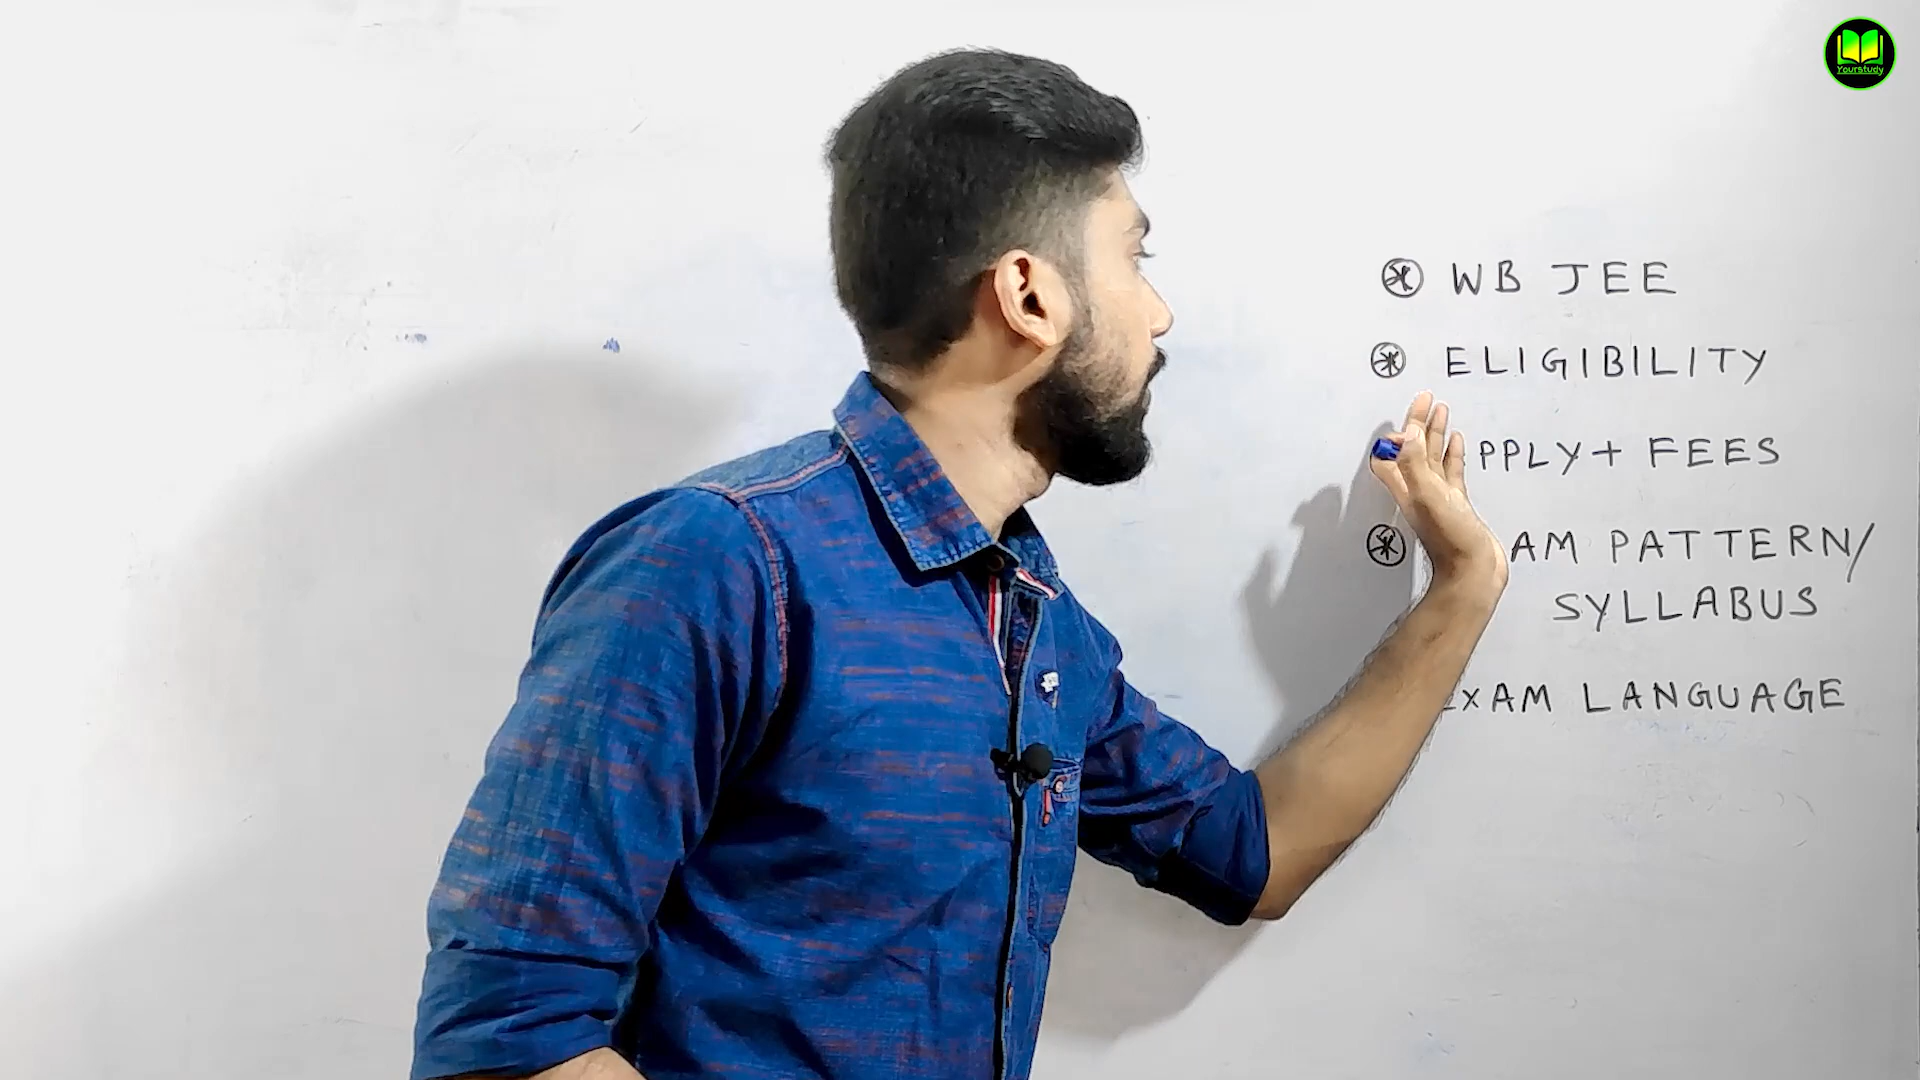 Yourstudy
WB JEE
ELIGIBILITY
PPLY + FEES
AM PATTERN/
SYLLABUS
XAM LANGUAGE